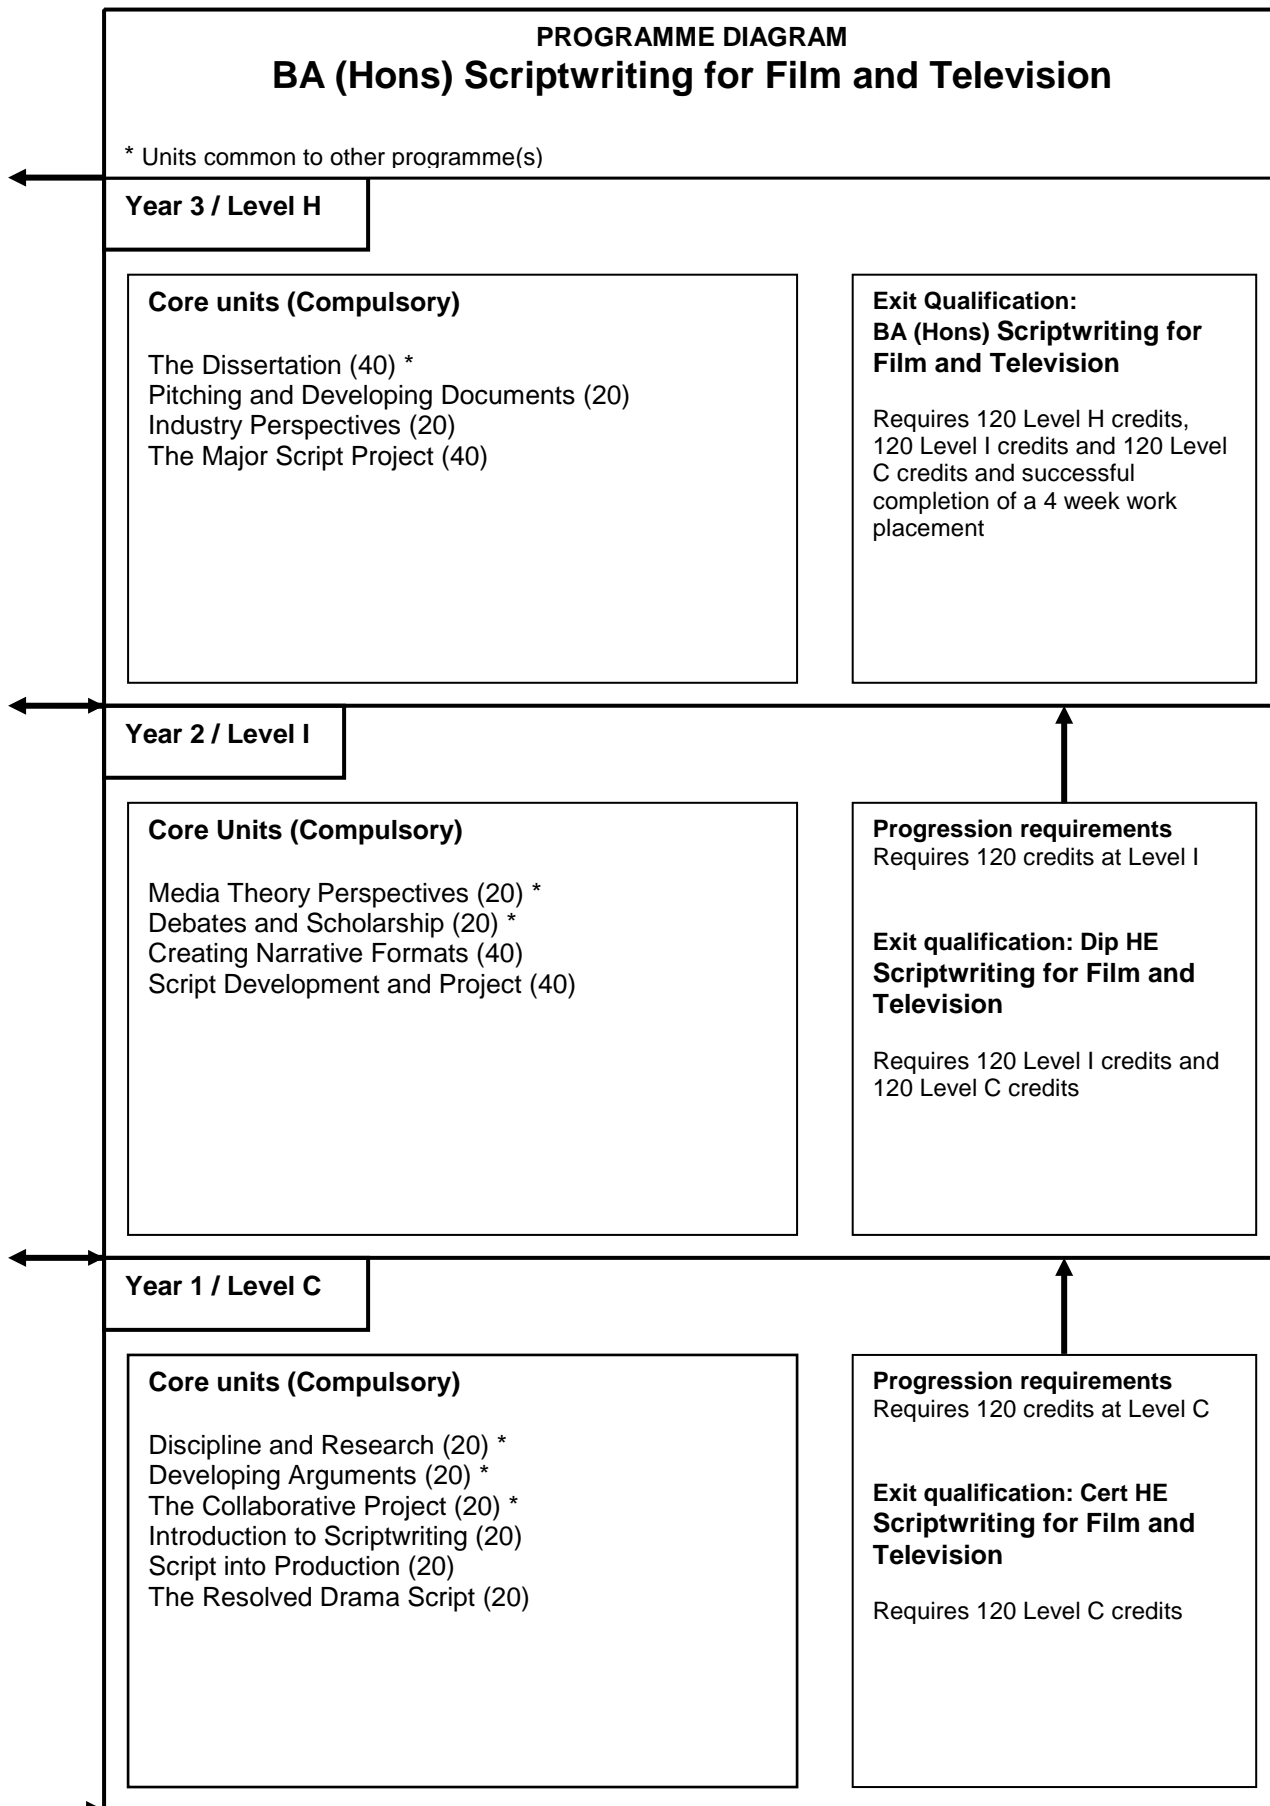 PROGRAMME DIAGRAM
BA (Hons) Scriptwriting for Film and Television
* Units common to other programme(s)
Year 3 / Level H
Core units (Compulsory)
The Dissertation (40) *
Pitching and Developing Documents (20)
Industry Perspectives (20)
The Major Script Project (40)
Exit Qualification:
BA (Hons) Scriptwriting for
Film and Television
Requires 120 Level H credits,
120 Level I credits and 120 Level
C credits and successful
completion of a 4 week work
placement
Year 2 / Level I
Core Units (Compulsory)
Media Theory Perspectives (20) *
Debates and Scholarship (20) *
Creating Narrative Formats (40)
Script Development and Project (40)
Progression requirements
Requires 120 credits at Level I
Exit qualification: Dip HE
Scriptwriting for Film and
Television
Requires 120 Level I credits and
120 Level C credits
Year 1 / Level C
Core units (Compulsory)
Discipline and Research (20) *
Developing Arguments (20) *
The Collaborative Project (20) *
Introduction to Scriptwriting (20)
Script into Production (20)
The Resolved Drama Script (20)
Progression requirements
Requires 120 credits at Level C
Exit qualification: Cert HE
Scriptwriting for Film and
Television
Requires 120 Level C credits